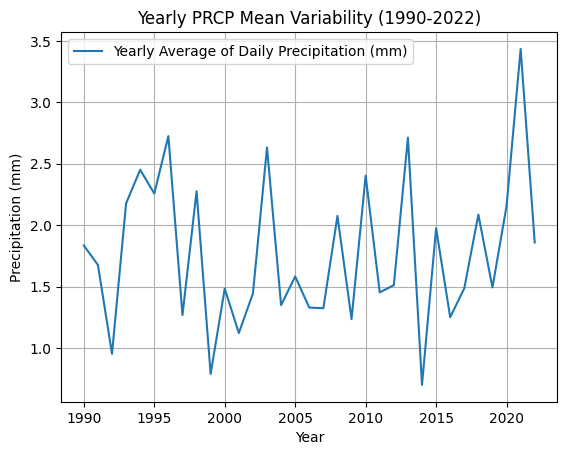 Yearly PRCP Mean Variability (1990-2022)
Yearly Average of Daily Precipitation (mm)
Precipitation (mm)
3.5
3.0
2.5
2.0
1.5
1.0
1990 1995 2000 2005 2010 2015 2020
Year